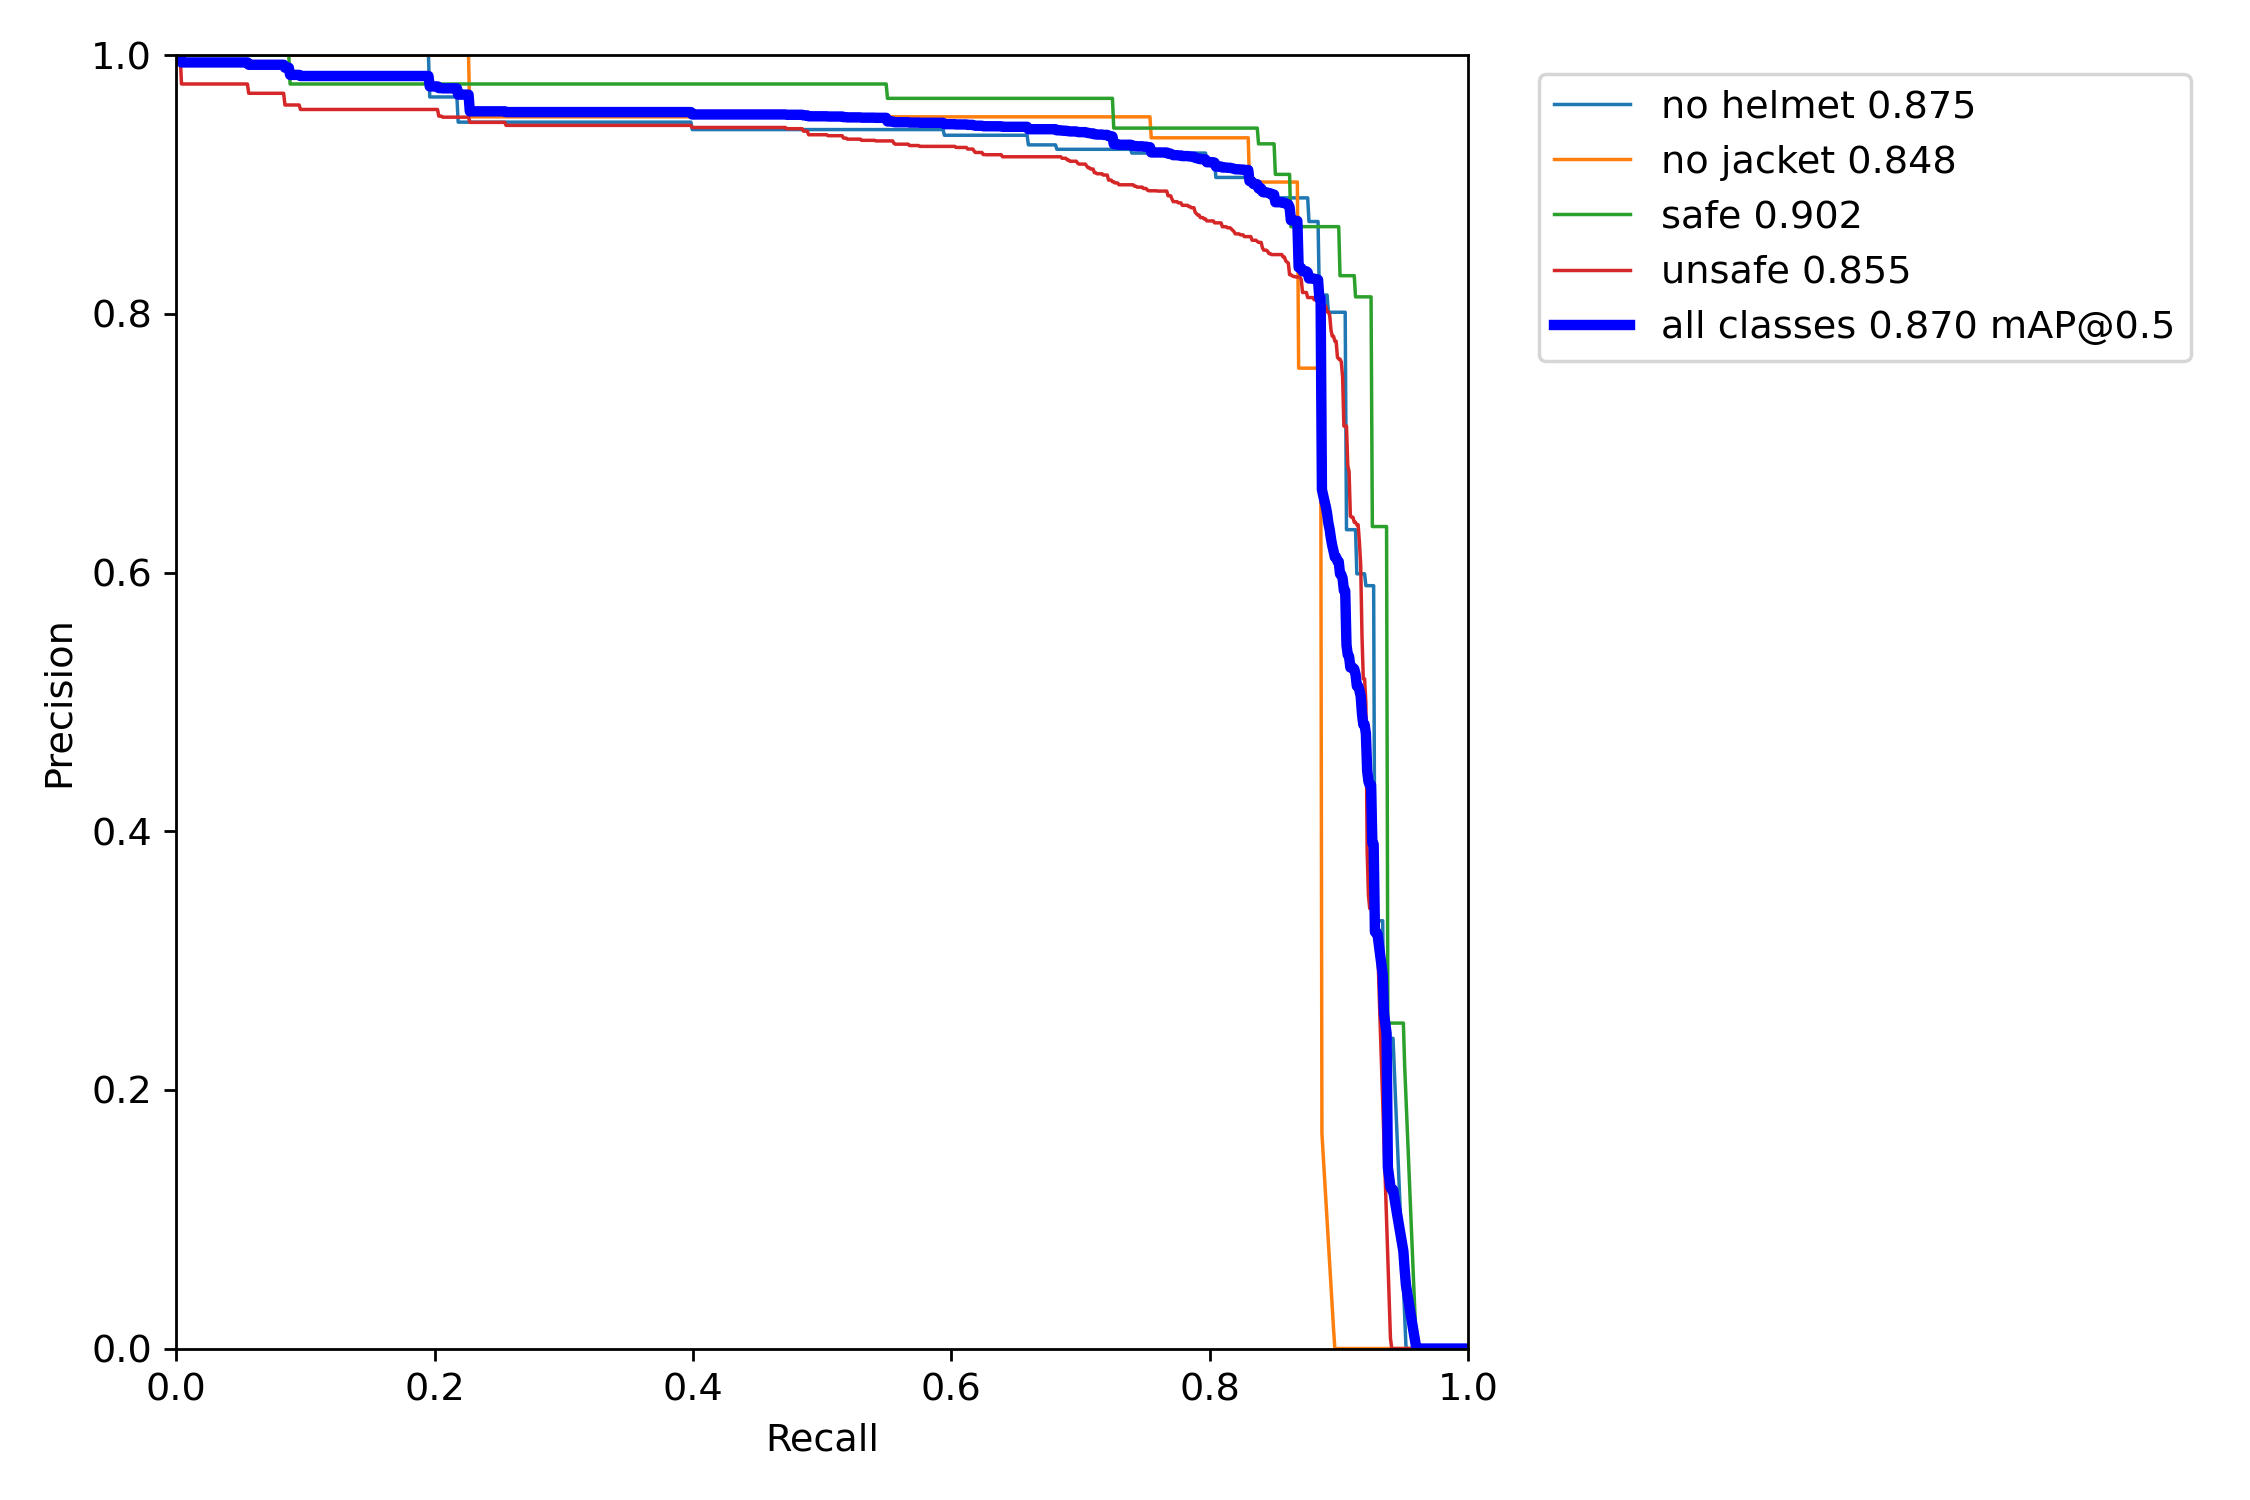 1.0
0.8
0.6
0.4
0.2
0.0
Precision
0.0 0.2 0.4 0.6 0.8 1.0
Recall
no helmet 0.875
no jacket 0.848
safe 0.902
unsafe 0.855
all classes 0.870 mAP@0.5